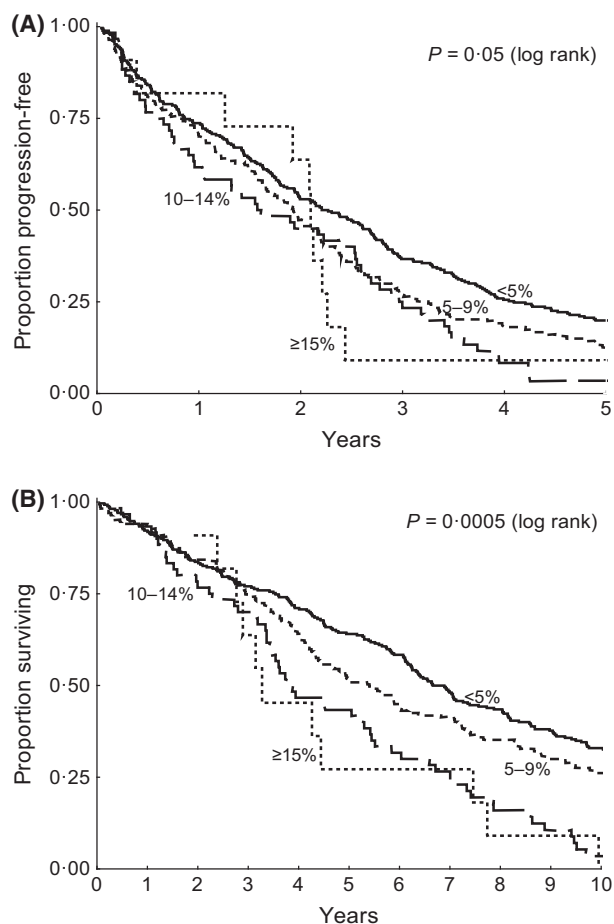 (A)
1·00
P = 0·05 (log rank)
0·75
0·50
0·25
0·00
Proportion progression-free
10–14%
<5%
5–9%
≥15%
0 1 2 3 4 5
Years
(B)
1·00
P = 0·0005 (log rank)
0·75
0·50
0·25
0·00
Proportion surviving
10–14%
<5%
≥15%
5–9%
0 1 2 3 4 5 6 7 8 9 10
Years